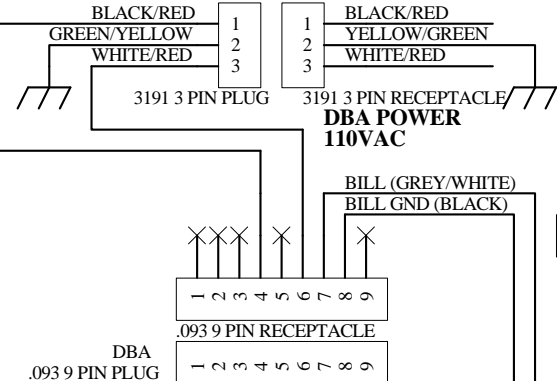 BLACK/RED
GREEN/YELLOW
WHITE/RED
1
2
3
3191 3 PIN PLUG
1
2
3
BLACK/RED
YELLOW/GREEN
WHITE/RED
3191 3 PIN RECEPTACLE
DBA POWER
110VAC
BILL (GREY/WHITE)
BILL GND (BLACK)
1 2 3 4 5 6 7 8 9
.093 9 PIN RECEPTACLE
DBA
.093 9 PIN PLUG
1 2 3 4 5 6 7 8 9